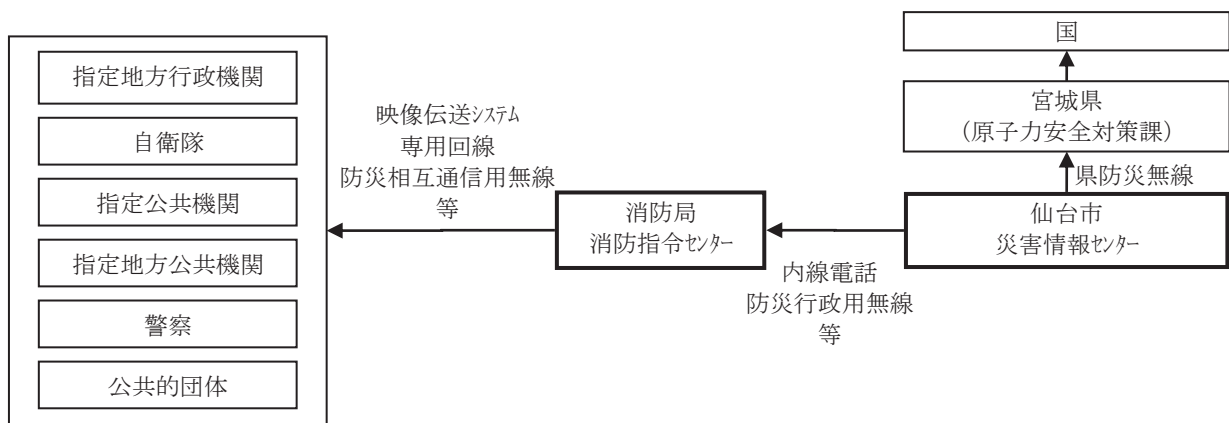 指定地方行政機関
自衛隊
指定公共機関
指定地方公共機関
警察
公共的団体
映像伝送ｼｽﾃﾑ
専用回線
防災相互通信用無線
等
消防局
消防指令ｾﾝﾀｰ
内線電話
防災行政用無線
等
国
宮城県
（原子力安全対策課）
県防災無線
仙台市
災害情報ｾﾝﾀｰ